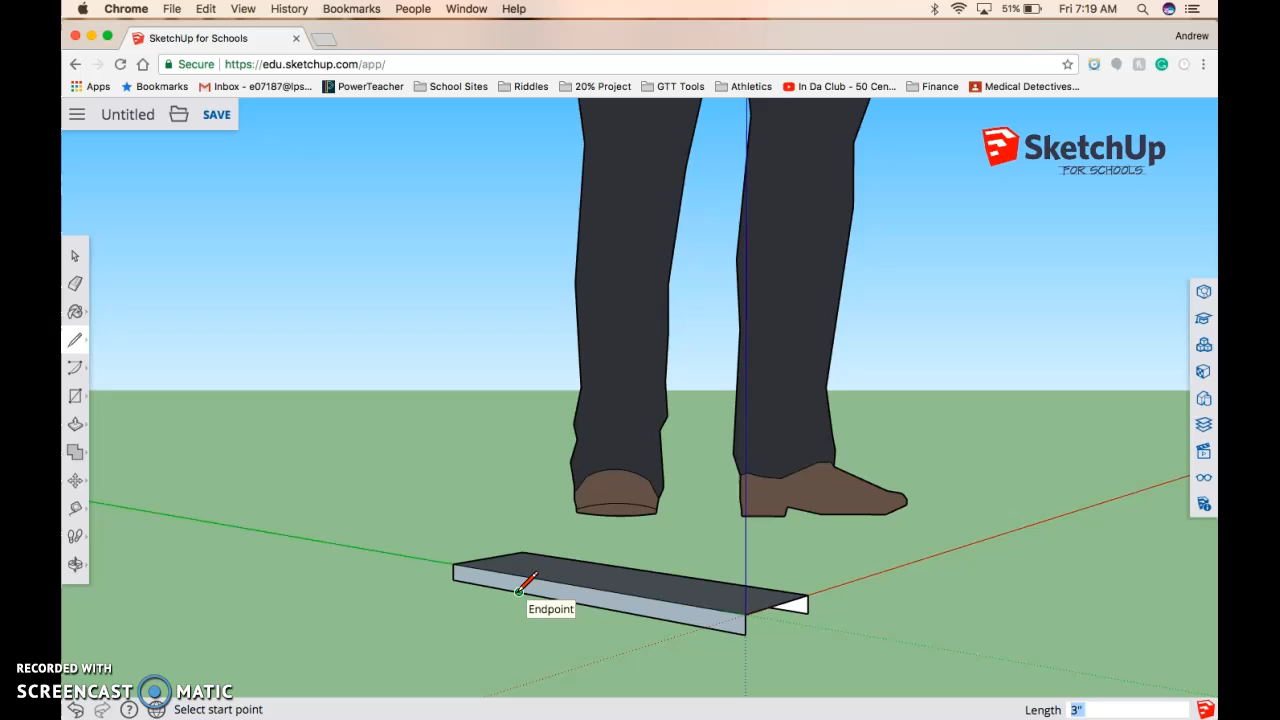 Chrome File Edit View History Bookmarks People Window Help 51% Fri 7:19 AM
SketchUp for Schools Andrew
Secure https://edu.sketchup.com/app/
Apps Bookmarks Inbox - e07187@lps... PowerTeacher School Sites Riddles 20% Project GTT Tools Athletics In Da Club - 50 Cen... Finance Medical Detectives...
Untitled SAVE
SketchUp
FOR SCHOOLS
Endpoint
RECORDED WITH
SCREENCAST MATIC
Select start point Length 3"